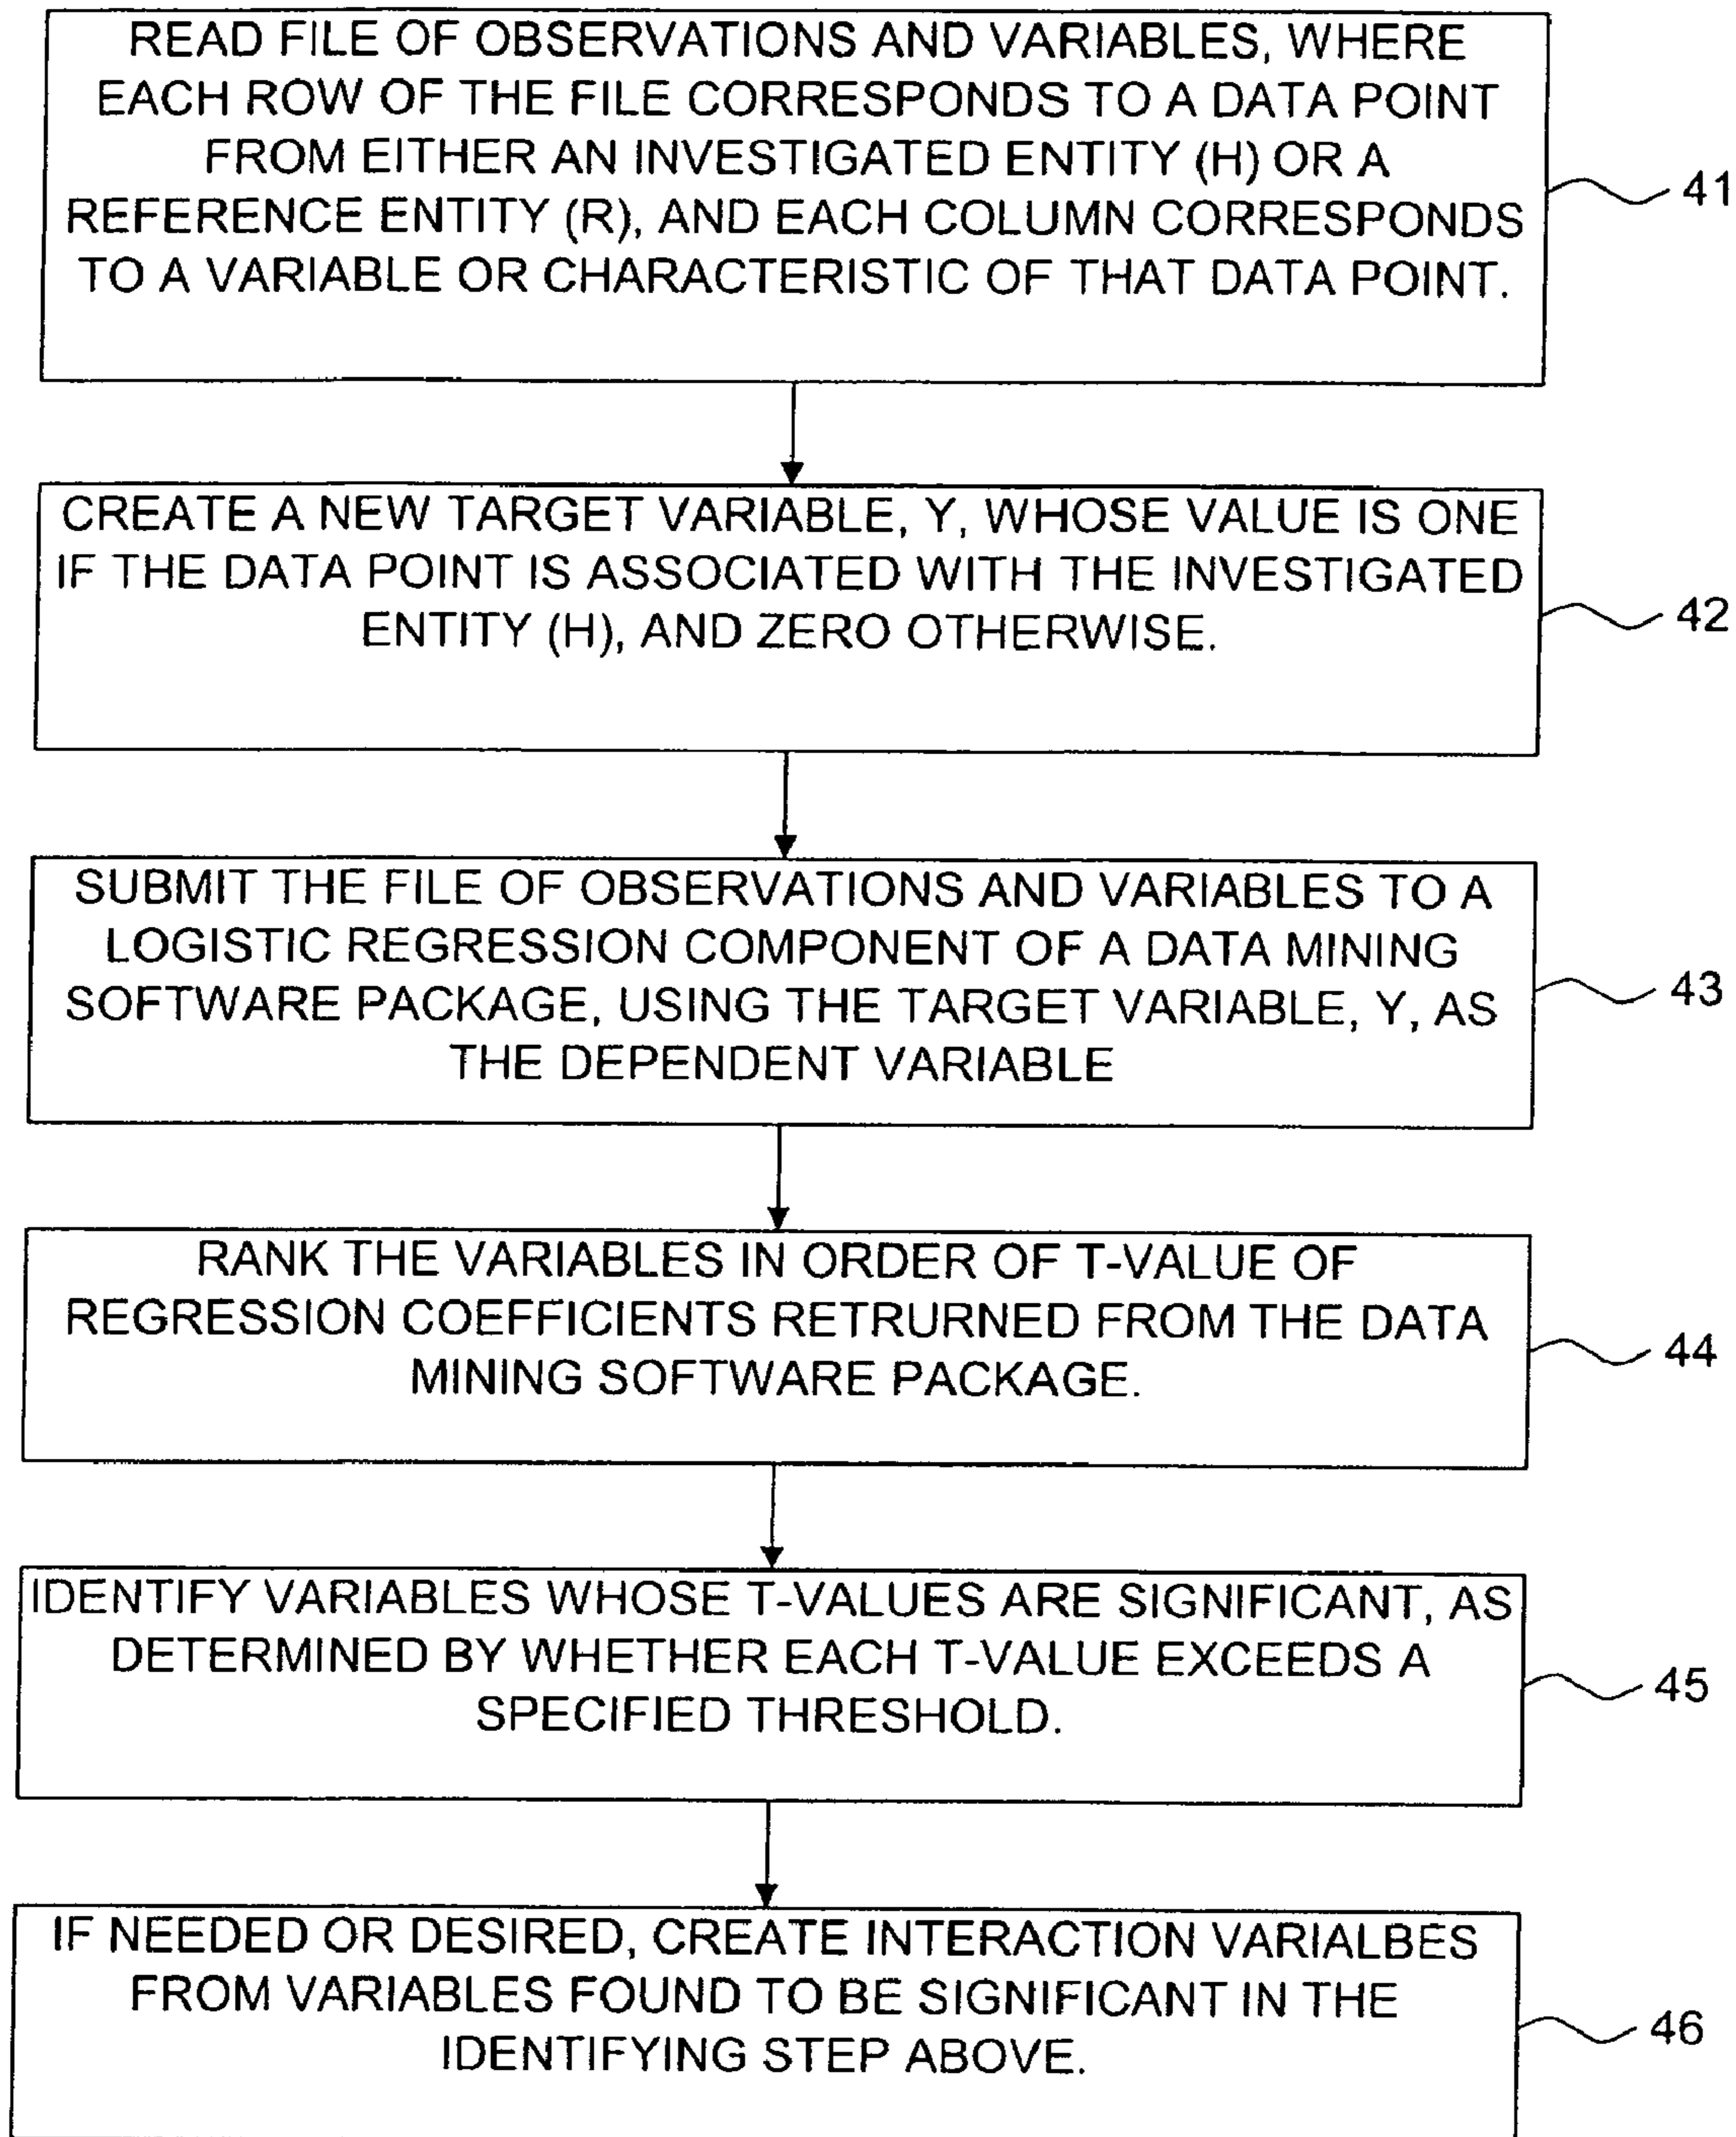 READ FILE OF OBSERVATIONS AND VARIABLES, WHERE
EACH ROW OF THE FILE CORRESPONDS TO A DATA POINT
FROM EITHER AN INVESTIGATED ENTITY (H) OR A
REFERENCE ENTITY (R), AND EACH COLUMN CORRESPONDS
TO A VARIABLE OR CHARACTERISTIC OF THAT DATA POINT.
41
CREATE A NEW TARGET VARIABLE, Y, WHOSE VALUE IS ONE
IF THE DATA POINT IS ASSOCIATED WITH THE INVESTIGATED
ENTITY (H), AND ZERO OTHERWISE.
42
SUBMIT THE FILE OF OBSERVATIONS AND VARIABLES TO A
LOGISTIC REGRESSION COMPONENT OF A DATA MINING
SOFTWARE PACKAGE, USING THE TARGET VARIABLE, Y, AS
THE DEPENDENT VARIABLE
43
RANK THE VARIABLES IN ORDER OF T-VALUE OF
REGRESSION COEFFICIENTS RETRURNED FROM THE DATA
MINING SOFTWARE PACKAGE.
44
IDENTIFY VARIABLES WHOSE T-VALUES ARE SIGNIFICANT, AS
DETERMINED BY WHETHER EACH T-VALUE EXCEEDS A
SPECIFIED THRESHOLD.
45
IF NEEDED OR DESIRED, CREATE INTERACTION VARIALBES
FROM VARIABLES FOUND TO BE SIGNIFICANT IN THE
IDENTIFYING STEP ABOVE.
46